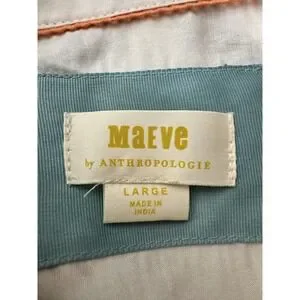 MAEVE
by ANTHROPOLOGIE
LARGE
MADE IN
INDIA